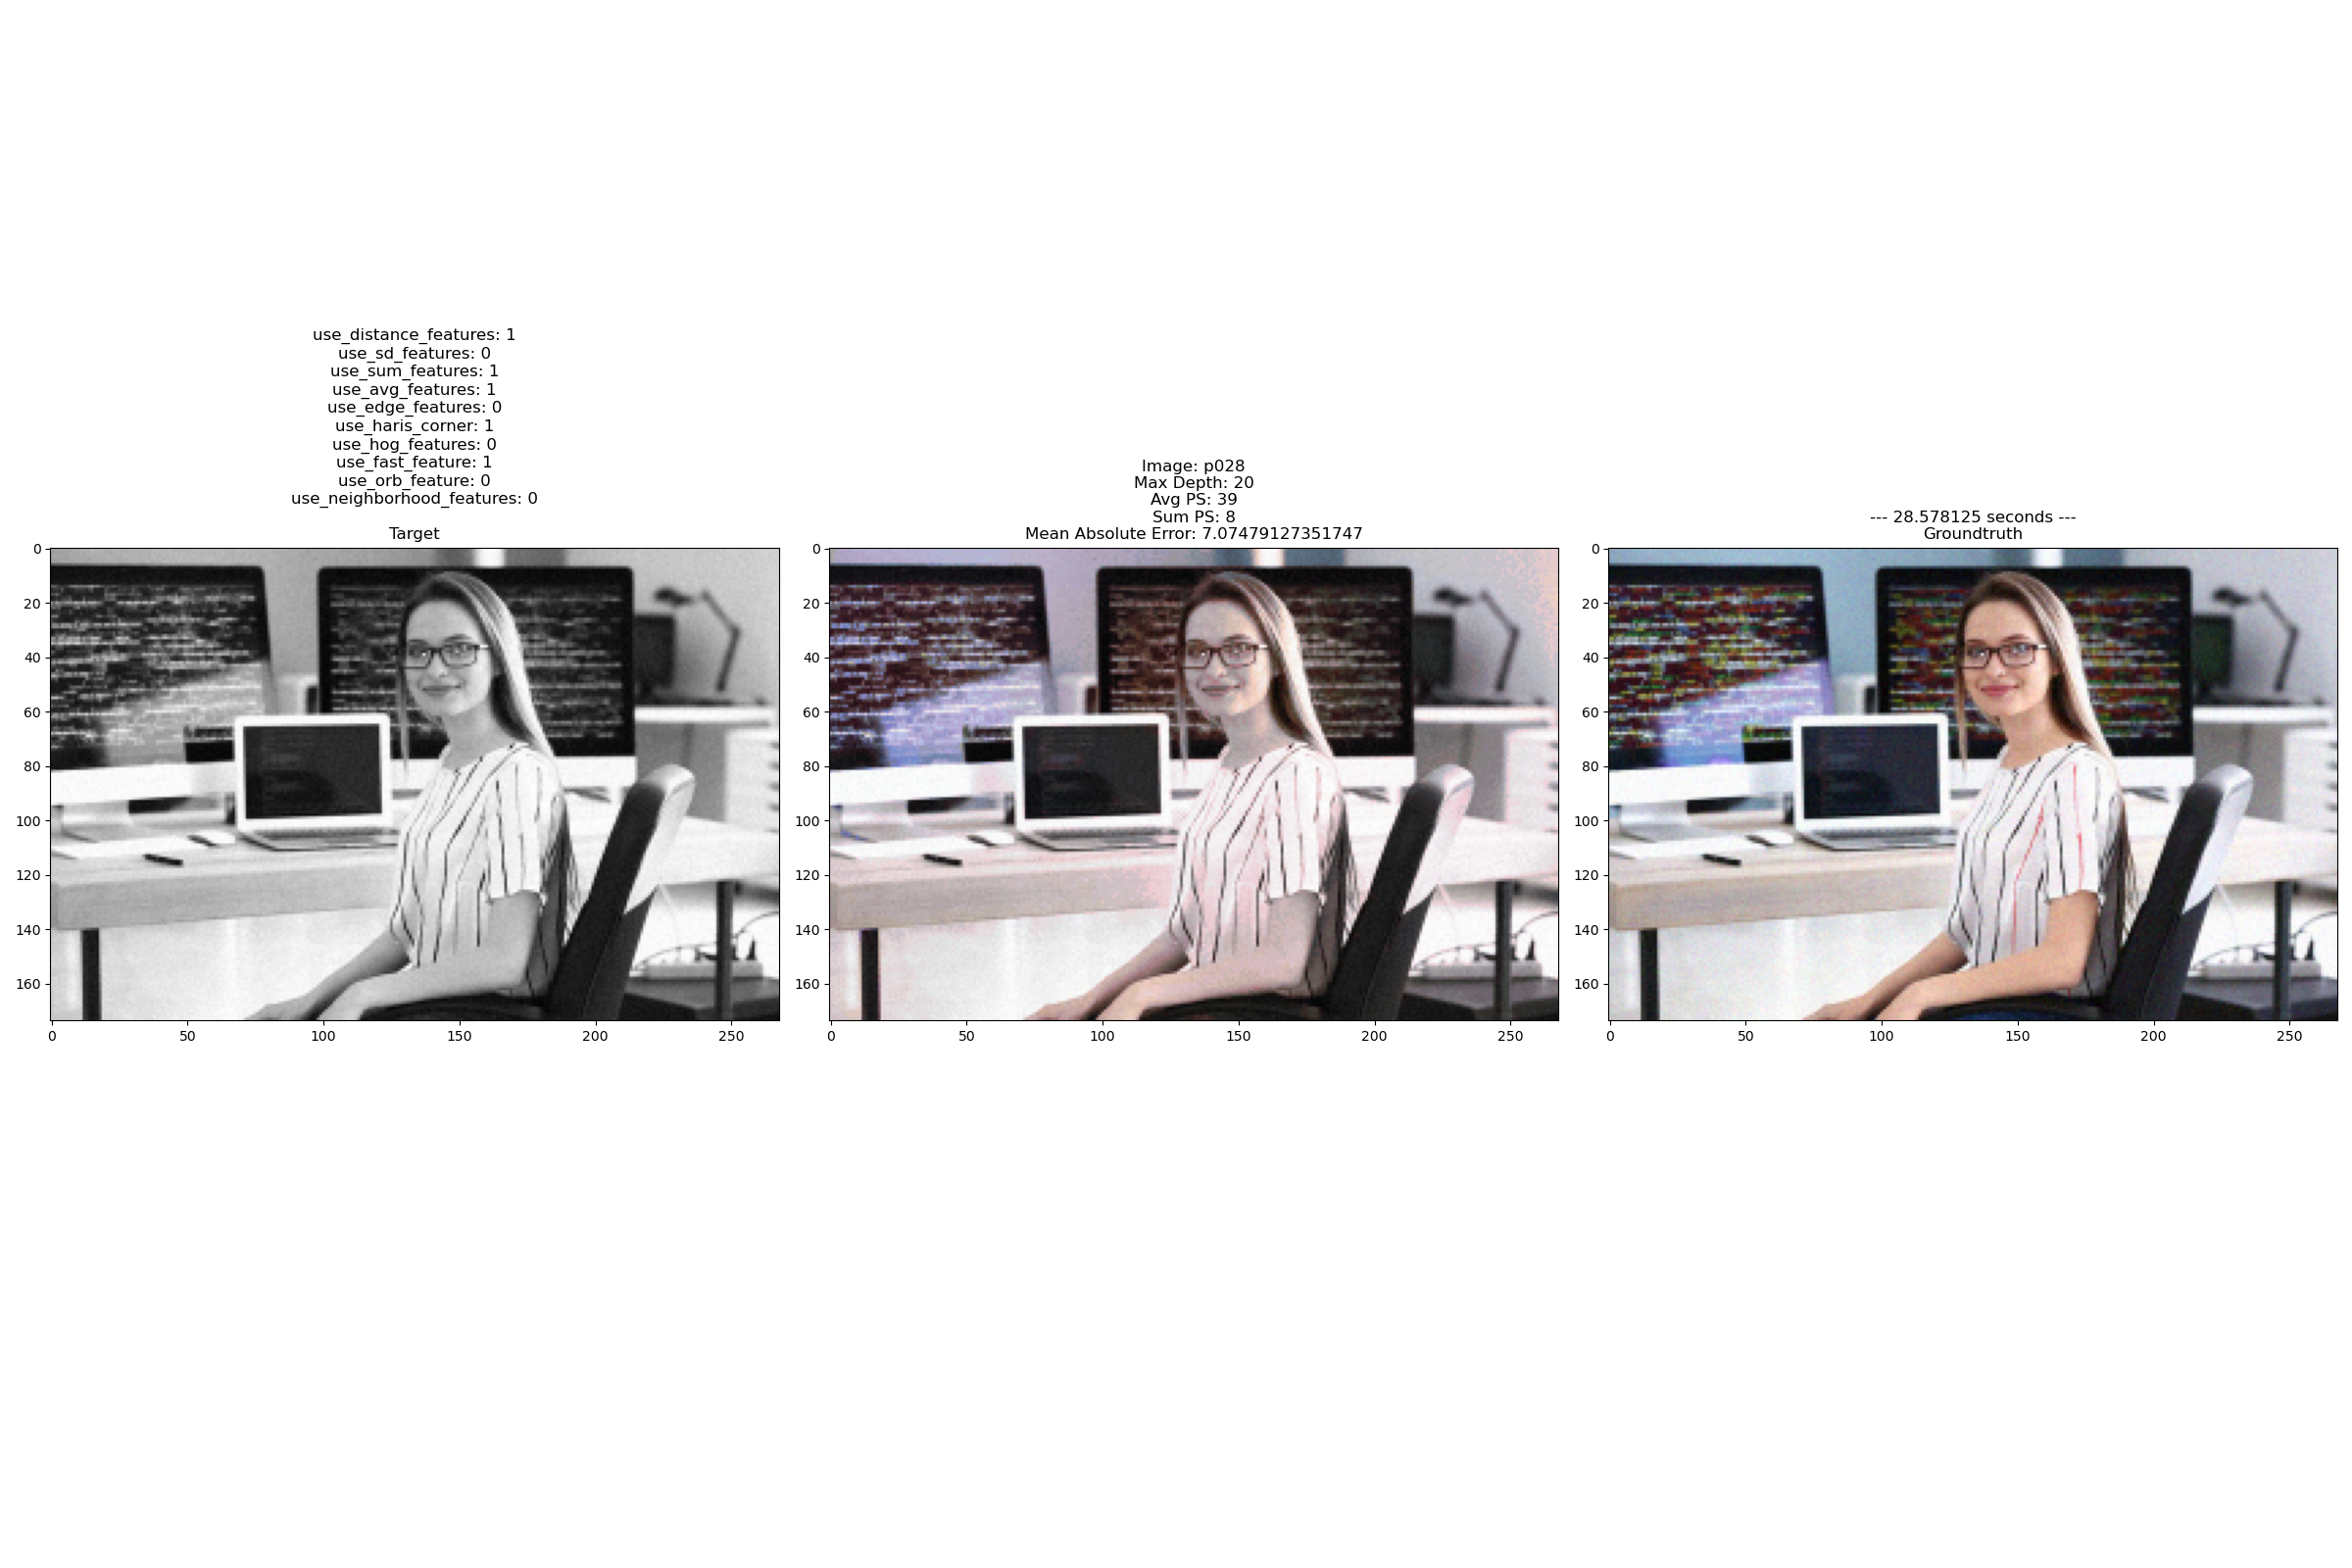 use_distance_features: 1
use_sd_features: 0
use_sum_features: 1
use_avg_features: 1
use_edge_features: 0
use_haris_corner: 1
use_hog_features: 0
use_fast_feature: 1
use_orb_feature: 0
use_neighborhood_features: 0
Target
0
20
40
60
80
100
120
140
160
0 50 100 150 200 250
Image: p028
Max Depth: 20
Avg PS: 39
Sum PS: 8
Mean Absolute Error: 7.07479127351747
0
20
40
60
80
100
120
140
160
0 50 100 150 200 250
--- 28.578125 seconds ---
Groundtruth
0
20
40
60
80
100
120
140
160
0 50 100 150 200 250